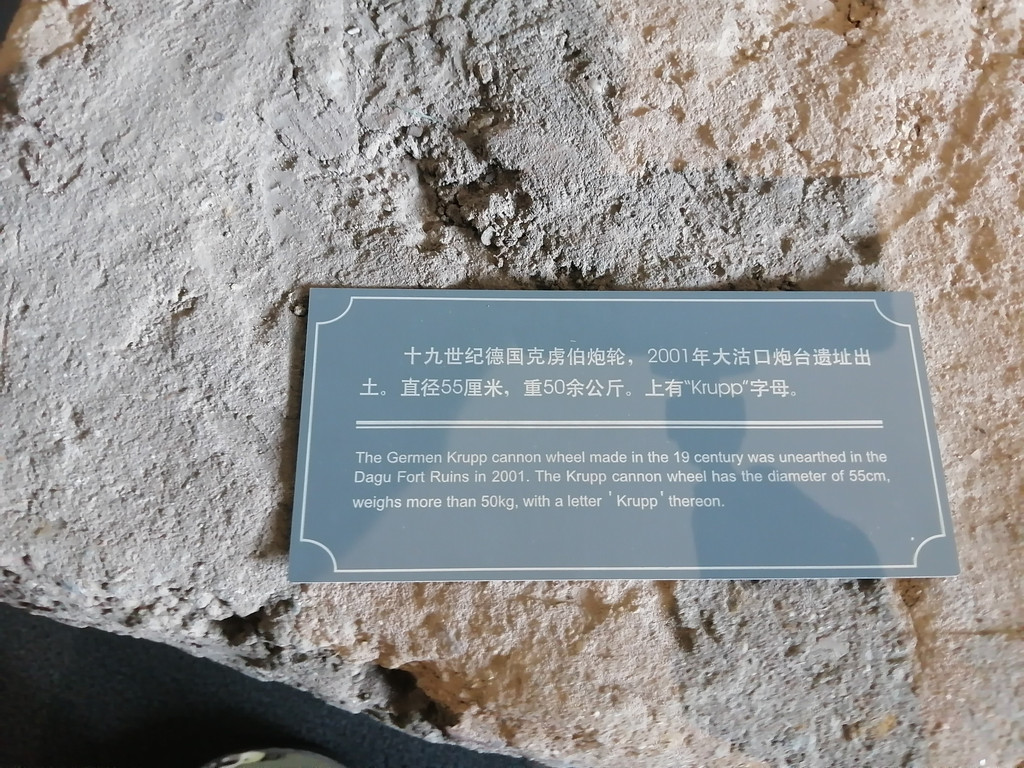 十九世纪德国克虏伯炮轮，2001年大沽口炮台遗址出
土。直径55厘米，重50余公斤。上有“Krupp”字母。
The Germen Krupp cannon wheel made in the 19 century was unearthed in the
Dagu Fort Ruins in 2001. The Krupp cannon wheel has the diameter of 55cm,
weighs more than 50kg, with a letter 'Krupp' thereon.